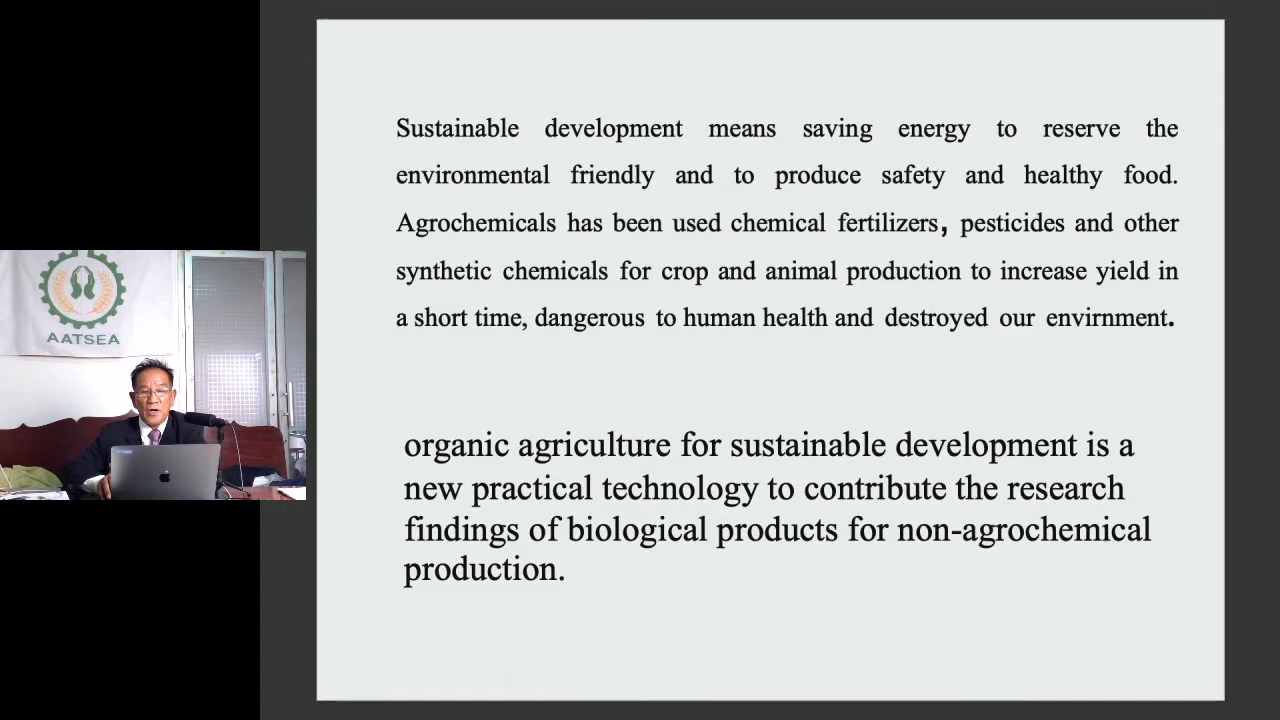 Sustainable development means saving energy to reserve the
environmental friendly and to produce safety and healthy food.
Agrochemicals has been used chemical fertilizers, pesticides and other
synthetic chemicals for crop and animal production to increase yield in
a short time, dangerous to human health and destroyed our envirnment.
organic agriculture for sustainable development is a
new practical technology to contribute the research
findings of biological products for non-agrochemical
production.
AATSEA